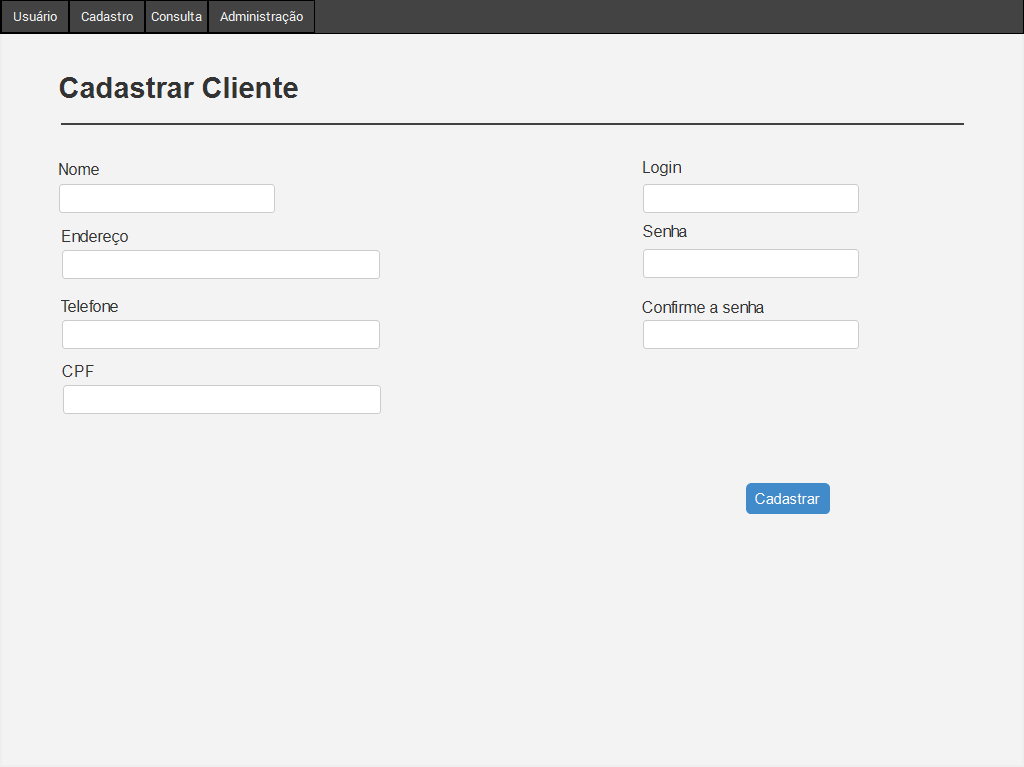 Usuário Cadastro Consulta Administração
Cadastrar Cliente
Nome
Endereço
Telefone
CPF
Login
Senha
Confirme a senha
Cadastrar